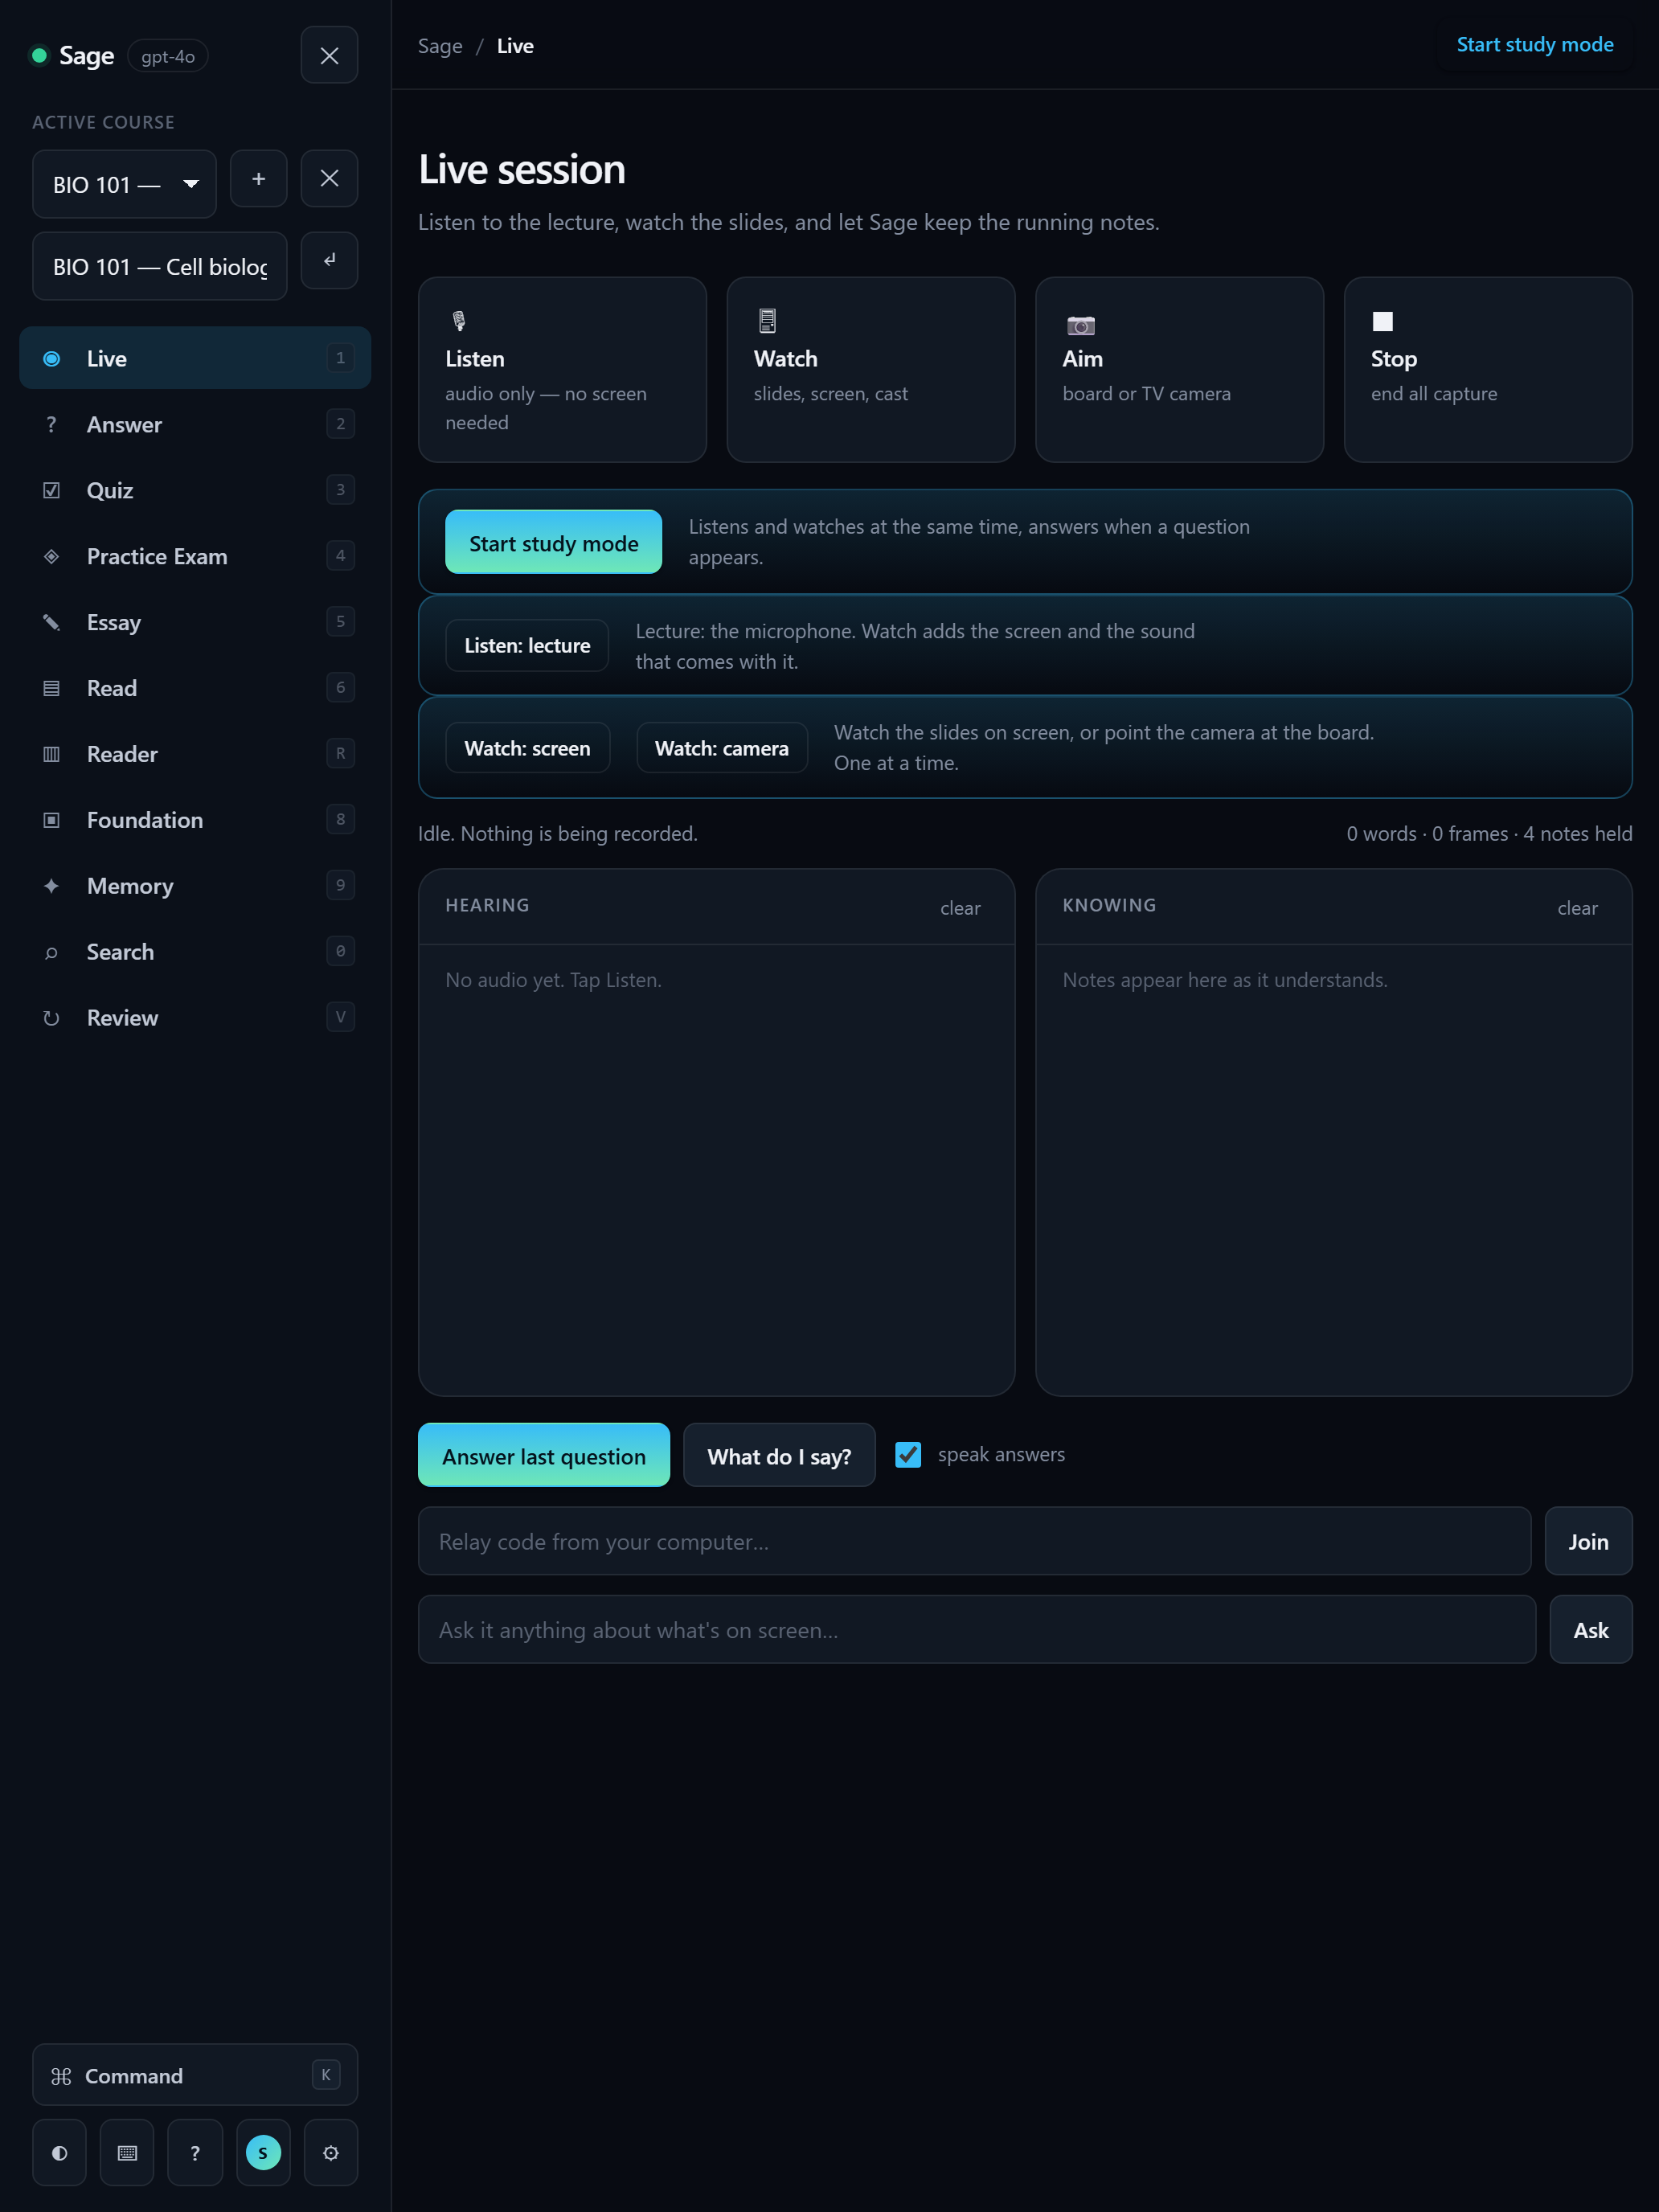 Sage gpt-4o
ACTIVE COURSE
BIO 101 —
+
BIO 101 — Cell biolog
Live 1
? Answer 2
Quiz 3
Practice Exam 4
Essay 5
Read 6
Reader R
Foundation 8
Memory 9
Search 0
Review V
⌘ Command K
?
S
Sage / Live
Start study mode
Live session
Listen to the lecture, watch the slides, and let Sage keep the running notes.
Listen
audio only — no screen
needed
Watch
slides, screen, cast
Aim
board or TV camera
Stop
end all capture
Start study mode
Listens and watches at the same time, answers when a question
appears.
Listen: lecture
Lecture: the microphone. Watch adds the screen and the sound
that comes with it.
Watch: screen
Watch: camera
Watch the slides on screen, or point the camera at the board.
One at a time.
Idle. Nothing is being recorded.
0 words · 0 frames · 4 notes held
HEARING
clear
No audio yet. Tap Listen.
KNOWING
clear
Notes appear here as it understands.
Answer last question
What do I say?
speak answers
Relay code from your computer...
Join
Ask it anything about what's on screen...
Ask